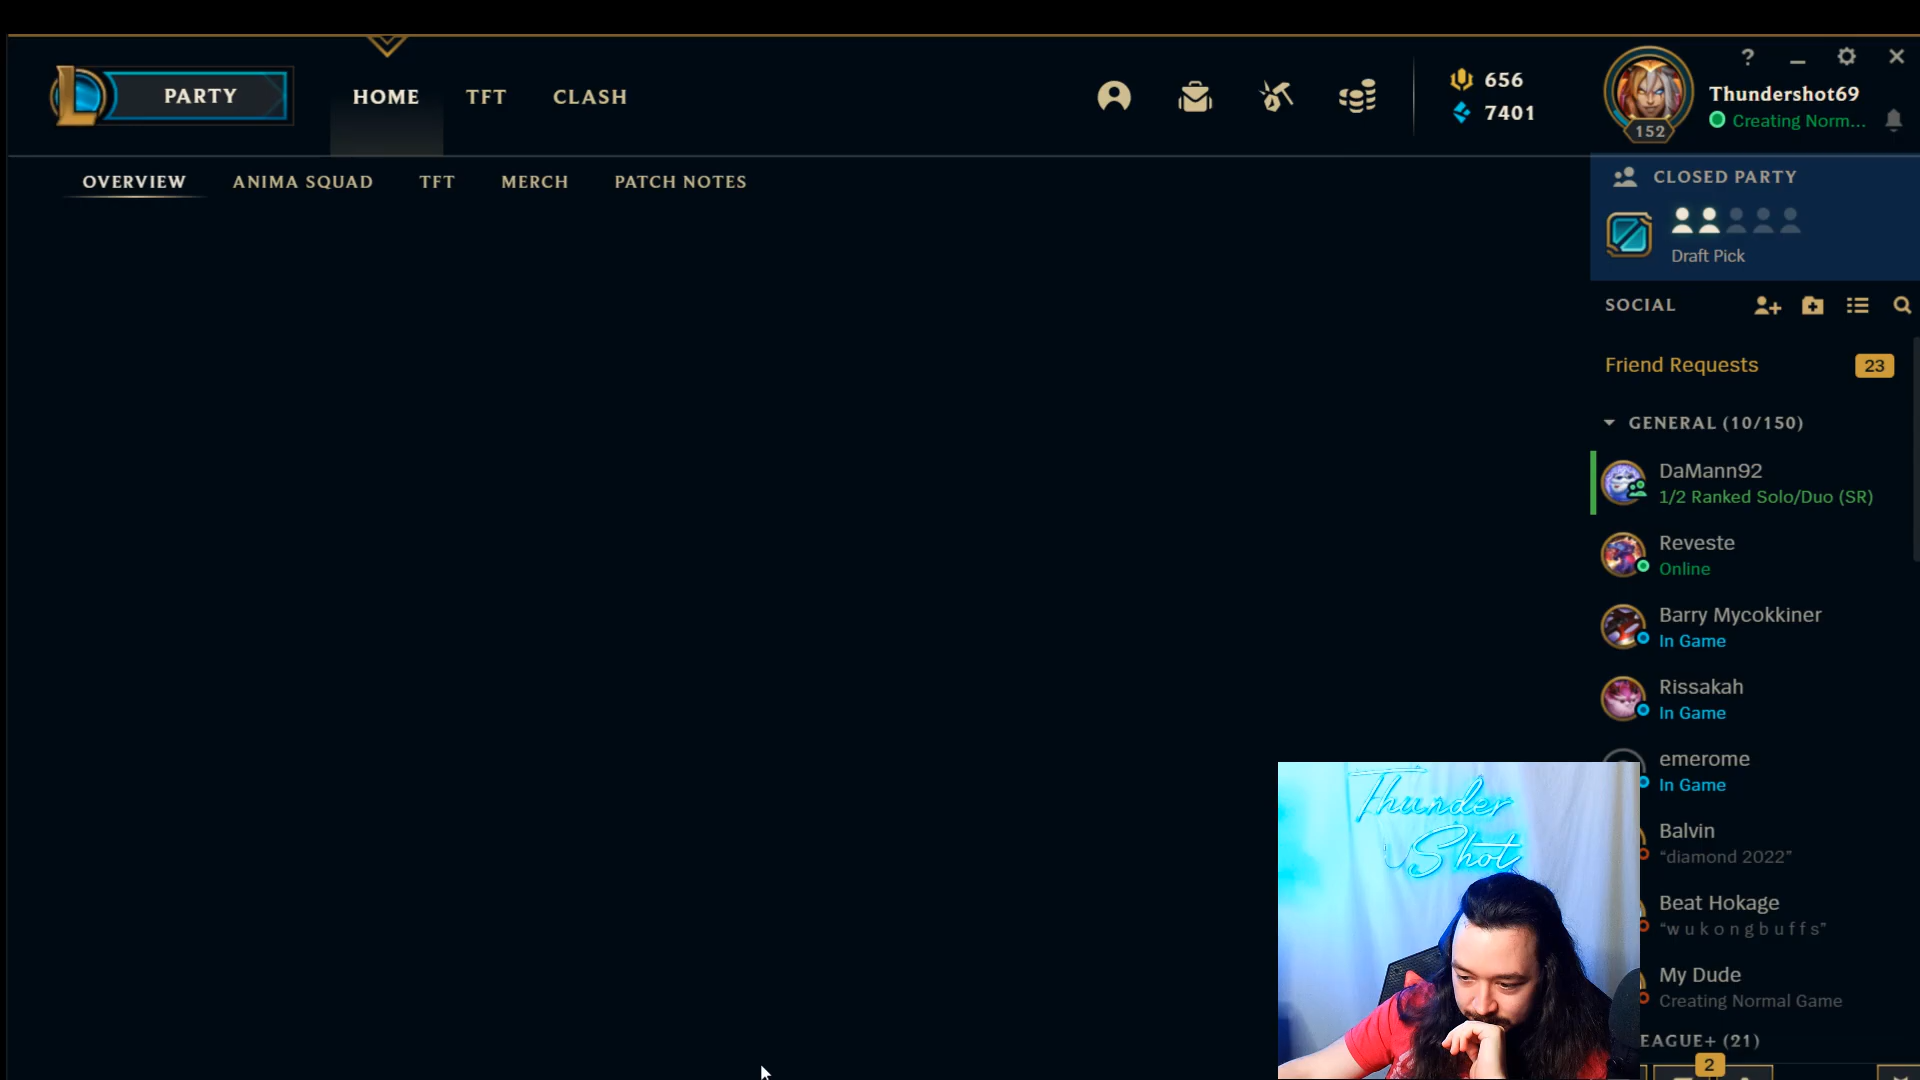 PARTY
HOME
TFT
CLASH
656
7401
152
?
Thundershot69
Creating Norm...
OVERVIEW
ANIMA SQUAD
TFT
MERCH
PATCH NOTES
CLOSED PARTY
Draft Pick
SOCIAL
Friend Requests
23
GENERAL (10/150)
DaMann92
1/2 Ranked Solo/Duo (SR)
Reveste
Online
Barry Mycokkiner
In Game
Rissakah
In Game
emerome
In Game
Balvin
“diamond 2022”
Beat Hokage
“w u k o n g b u f f s”
My Dude
Creating Normal Game
EAGUE+ (21)
2
Thunder
Shot